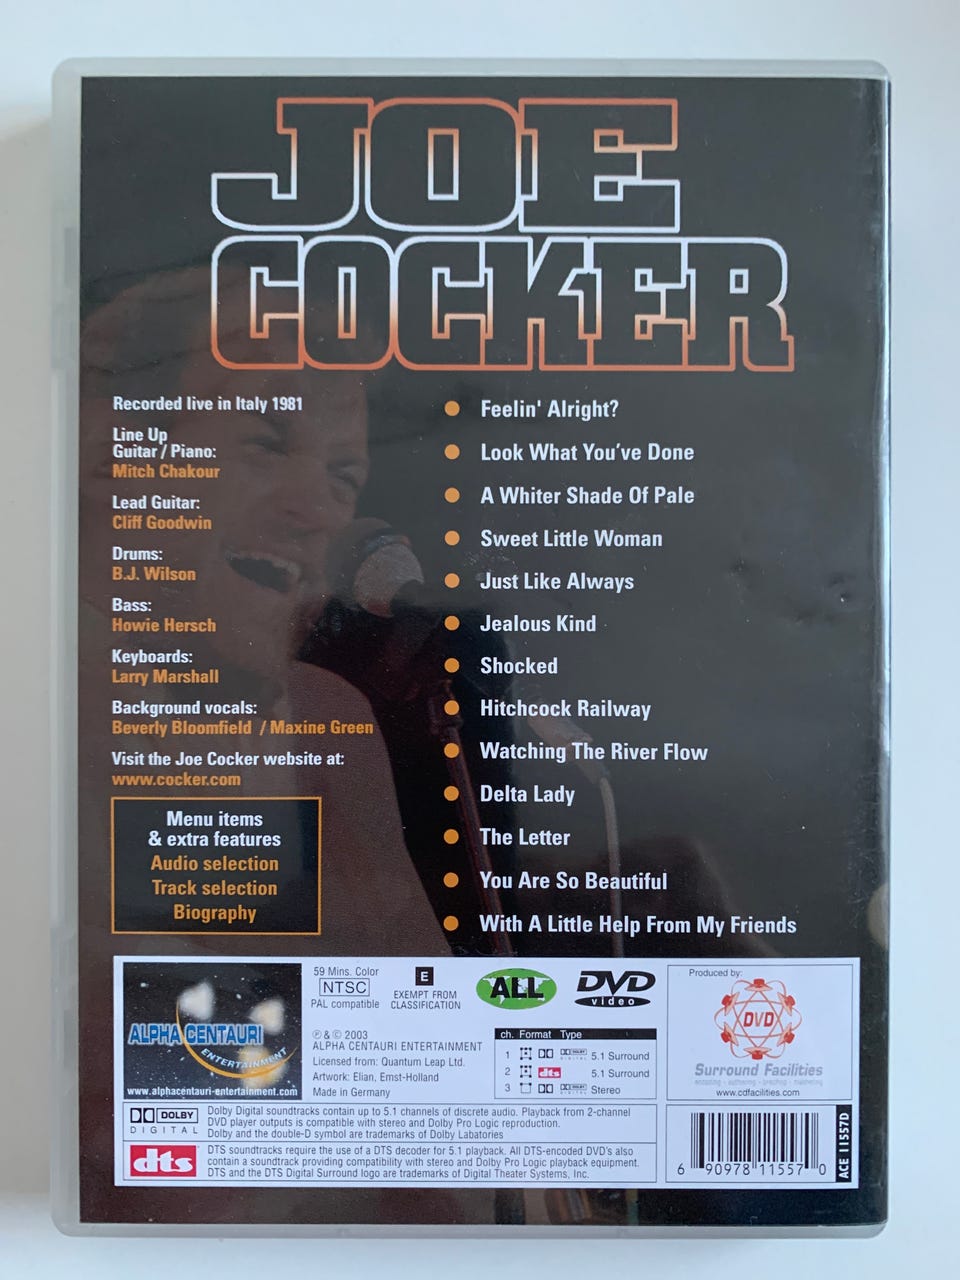 JOE
COCKER
Recorded live in Italy 1981
Line Up
Guitar / Piano:
Mitch Chakour
Lead Guitar:
Cliff Goodwin
Drums:
B.J. Wilson
Bass:
Howie Hersch
Keyboards:
Larry Marshall
Background vocals:
Beverly Bloomfield / Maxine Green
Visit the Joe Cocker website at:
www.cocker.com
Menu items
& extra features
Audio selection
Track selection
Biography
Feelin' Alright?
Look What You've Done
A Whiter Shade Of Pale
Sweet Little Woman
Just Like Always
Jealous Kind
Shocked
Hitchcock Railway
Watching The River Flow
Delta Lady
The Letter
You Are So Beautiful
With A Little Help From My Friends
ALPHA CENTAURI
ENTERTAINMENT
www.alphacentauri-entertainment.com
59 Mins. Color
NTSC
PAL compatible
E
EXEMPT FROM
CLASSIFICATION
ALL
DVD
video
℗ & © 2003
ALPHA CENTAURI ENTERTAINMENT
Licensed from: Quantum Leap Ltd.
Artwork: Elian, Emst-Holland
Made in Germany
ch. Format Type
1 DOLBY DIGITAL 5.1 Surround
2 dts 5.1 Surround
3 DOLBY DIGITAL Stereo
Produced by:
DVD
Surround Facilities
www.cdfacilities.com
DOLBY
DIGITAL
Dolby Digital soundtracks contain up to 5.1 channels of discrete audio. Playback from 2-channel
DVD player outputs is compatible with stereo and Dolby Pro Logic reproduction.
Dolby and the double-D symbol are trademarks of Dolby Labatories
dts
DTS soundtracks require the use of a DTS decoder for 5.1 playback. All DTS-encoded DVD's also
contain a soundtrack providing compatibility with stereo and Dolby Pro Logic playback equipment.
DTS and the DTS Digital Surround logo are trademarks of Digital Theater Systems, Inc.
6 90978 11557 0
ACE 11557D